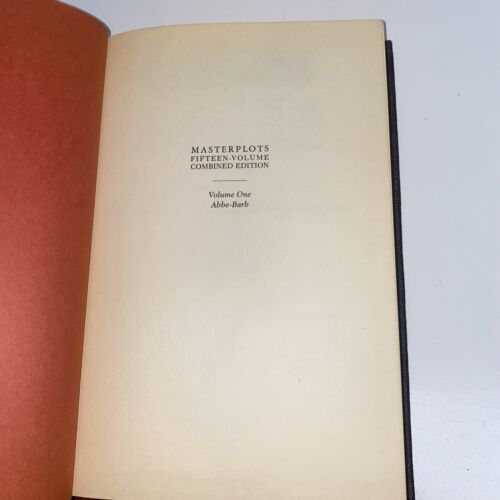 MASTERPLOTS
FIFTEEN-VOLUME
COMBINED EDITION
Volume One
Abbe-Barb